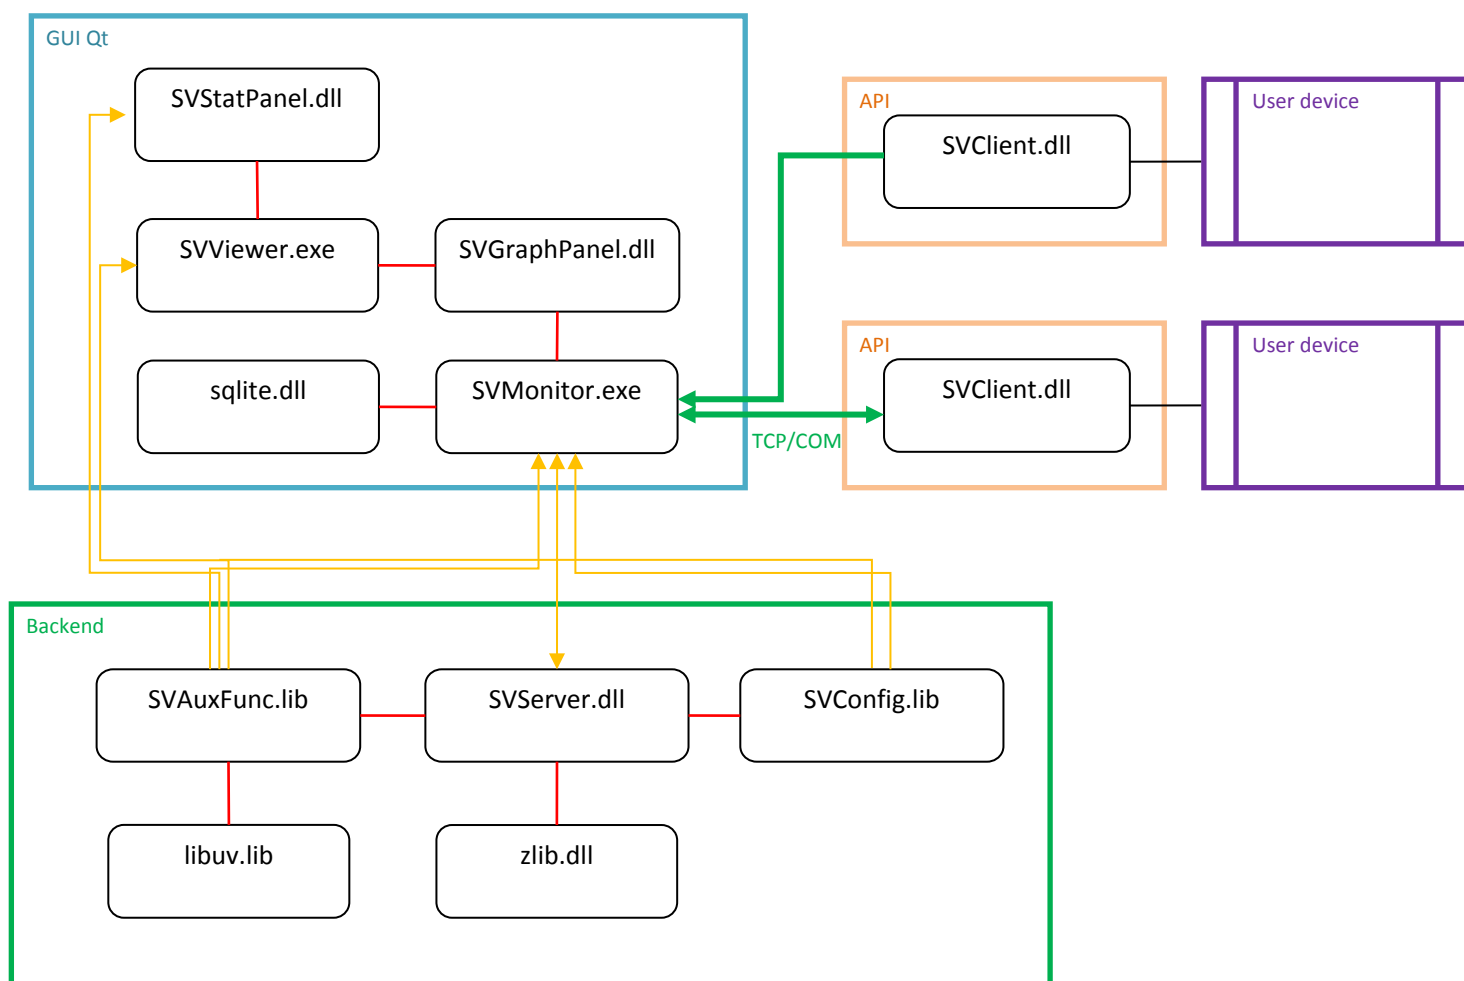 GUI Qt
SVStatPanel.dll
SVViewer.exe
SVGraphPanel.dll
sqlite.dll
SVMonitor.exe
API
SVClient.dll
User device
API
SVClient.dll
User device
TCP/COM
Backend
SVAuxFunc.lib
SVServer.dll
SVConfig.lib
libuv.lib
zlib.dll